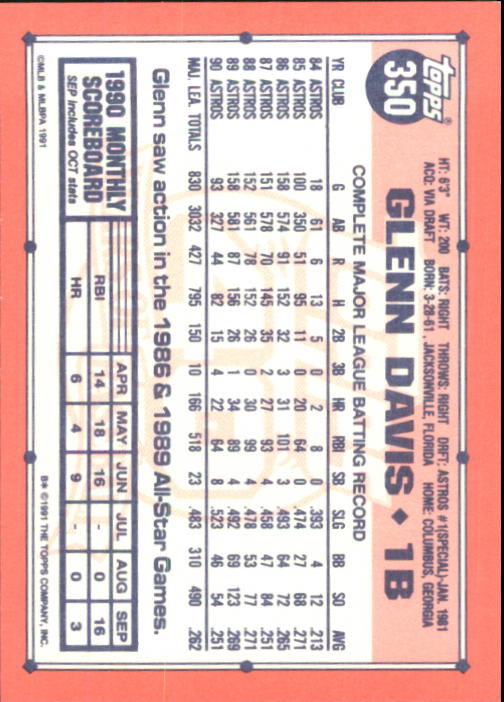 topps®
350
HT: 6'3" WT: 200 BATS: RIGHT THROWS: RIGHT DRFT: ASTROS #1(SPECIAL)-JAN. 1981
ACQ: VIA DRAFT BORN: 3-28-61, JACKSONVILLE, FLORIDA HOME: COLUMBUS, GEORGIA
GLENN DAVIS ♦ 1B
COMPLETE MAJOR LEAGUE BATTING RECORD
YR CLUB G AB R H 2B 3B HR RBI SB SLG BB SO AVG
84 ASTROS 18 61 6 13 5 0 2 8 0 .393 4 12 .213
85 ASTROS 100 350 51 95 11 0 20 64 0 .474 27 68 .271
86 ASTROS 158 574 91 152 32 3 31 101 3 .493 64 72 .265
87 ASTROS 151 578 70 145 35 2 27 93 4 .458 47 84 .251
88 ASTROS 152 561 78 152 26 0 30 99 4 .478 53 77 .271
89 ASTROS 158 581 87 156 26 1 34 89 4 .492 69 123 .269
90 ASTROS 93 327 44 82 15 4 22 64 8 .523 46 54 .251
MAJ. LEA. TOTALS 830 3032 427 795 150 10 166 518 23 .483 310 490 .262
Glenn saw action in the 1986 & 1989 All-Star Games.
1990 MONTHLY SCOREBOARD
SEP includes OCT stats
APR MAY JUN JUL AUG SEP
RBI 14 18 16 - 0 16
HR 6 4 9 - 0 3
©MLB & MLBPA 1991
B* ©1991 THE TOPPS COMPANY, INC.